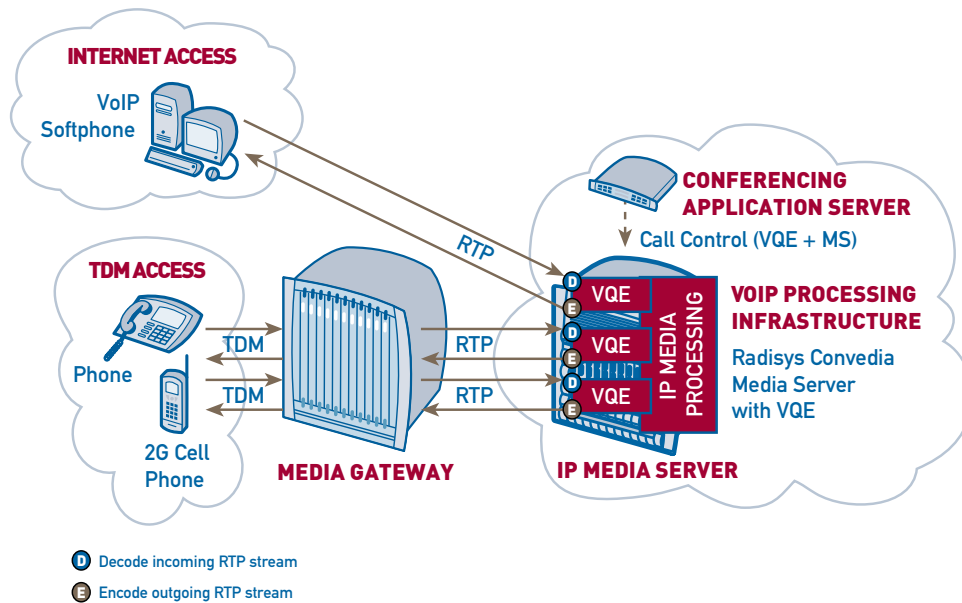 INTERNET ACCESS
VoIP
Softphone
CONFERENCING
APPLICATION SERVER
Call Control (VQE + MS)
RTP
TDM ACCESS
Phone
2G Cell
Phone
TDM
TDM
MEDIA GATEWAY
RTP
RTP
D
VQE
E
D
VQE
E
D
VQE
E
IP MEDIA
PROCESSING
IP MEDIA SERVER
VOIP PROCESSING
INFRASTRUCTURE
Radisys Convedia
Media Server
with VQE
D Decode incoming RTP stream
E Encode outgoing RTP stream